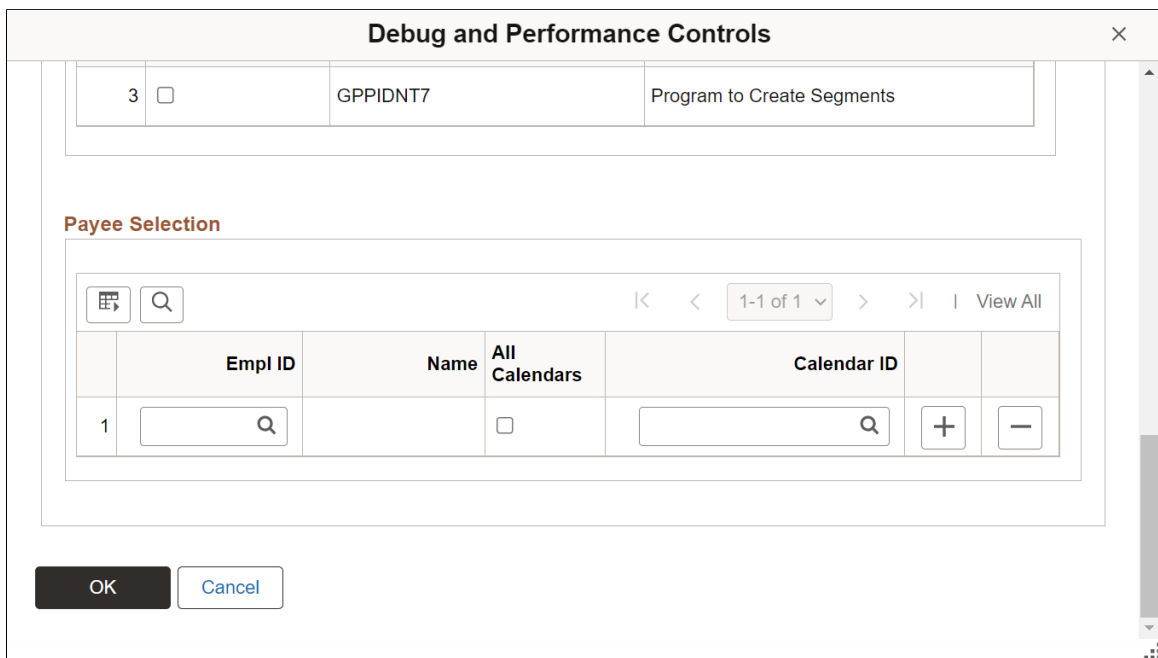 Debug and Performance Controls
3 GPPIDNT7 Program to Create Segments
Payee Selection
1-1 of 1 | View All
Empl ID Name All Calendars Calendar ID
1
OK Cancel